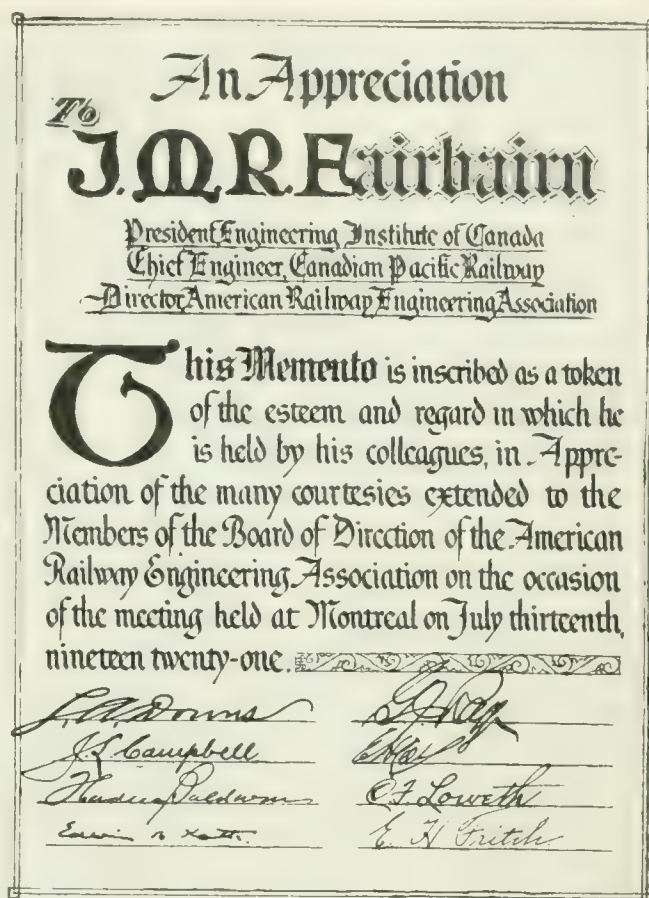 An Appreciation
To
J.M.R. Fairbairn
President Engineering Institute of Canada
Chief Engineer, Canadian Pacific Railway
Director, American Railway Engineering Association
This Memento is inscribed as a token
of the esteem and regard in which he
is held by his colleagues, in Appre-
ciation of the many courtesies extended to the
Members of the Board of Direction of the American
Railway Engineering Association on the occasion
of the meeting held at Montreal on July thirteenth,
nineteen twenty-one.
L.A. Downs
J.L. Campbell
Baldwin
Edwin
G.J. Ray
C.F. Loweth
E H Fritch